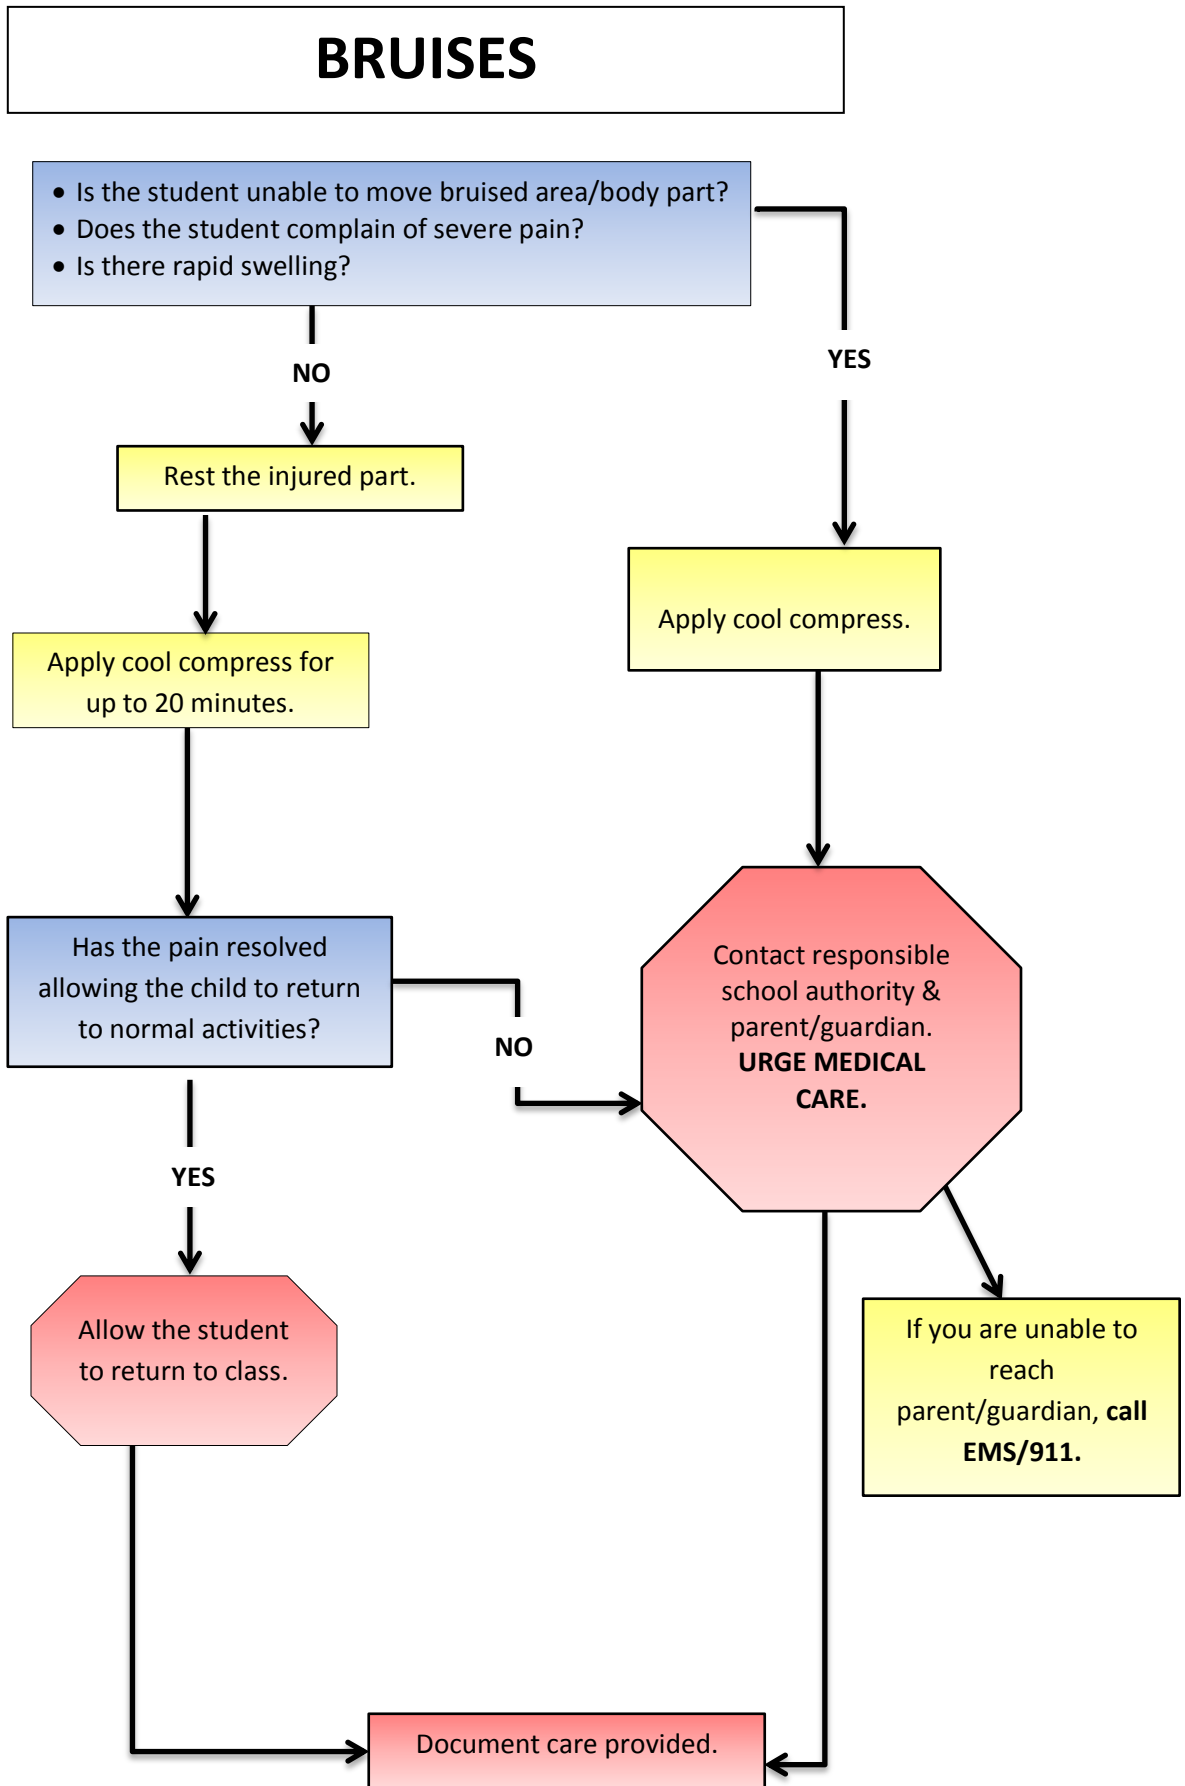 BRUISES
• Is the student unable to move bruised area/body part?
• Does the student complain of severe pain?
• Is there rapid swelling?
NO
YES
Rest the injured part.
Apply cool compress for
up to 20 minutes.
Apply cool compress.
Has the pain resolved
allowing the child to return
to normal activities?
NO
Contact responsible
school authority &
parent/guardian.
URGE MEDICAL
CARE.
YES
Allow the student
to return to class.
If you are unable to
reach
parent/guardian, call
EMS/911.
Document care provided.